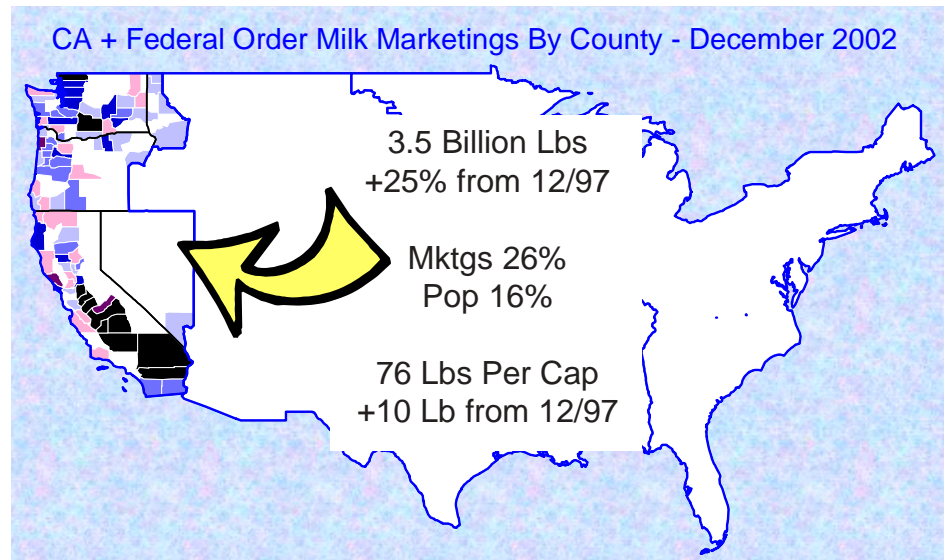 CA + Federal Order Milk Marketings By County - December 2002
3.5 Billion Lbs
+25% from 12/97
Mktgs 26%
Pop 16%
76 Lbs Per Cap
+10 Lb from 12/97